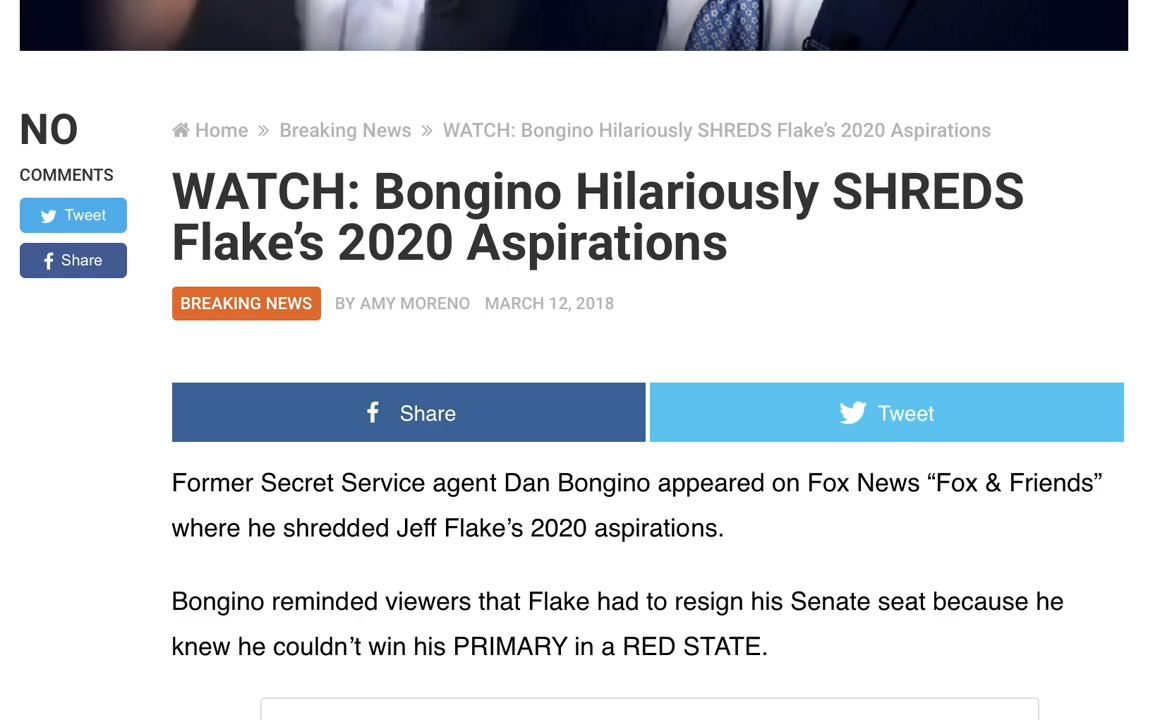 NO
COMMENTS
Tweet
Share
Home » Breaking News » WATCH: Bongino Hilariously SHREDS Flake’s 2020 Aspirations
WATCH: Bongino Hilariously SHREDS
Flake’s 2020 Aspirations
BREAKING NEWS BY AMY MORENO MARCH 12, 2018
Share Tweet
Former Secret Service agent Dan Bongino appeared on Fox News “Fox & Friends”
where he shredded Jeff Flake’s 2020 aspirations.
Bongino reminded viewers that Flake had to resign his Senate seat because he
knew he couldn’t win his PRIMARY in a RED STATE.